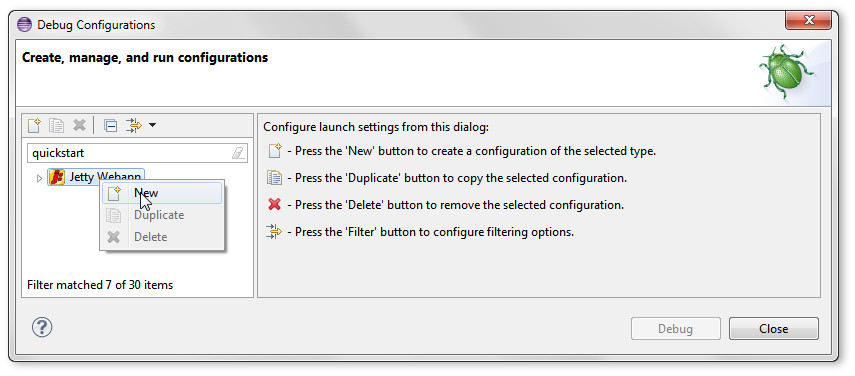 Debug Configurations
Create, manage, and run configurations
quickstart
Jetty Webapp
New
Duplicate
Delete
Filter matched 7 of 30 items
Configure launch settings from this dialog:
- Press the 'New' button to create a configuration of the selected type.
- Press the 'Duplicate' button to copy the selected configuration.
- Press the 'Delete' button to remove the selected configuration.
- Press the 'Filter' button to configure filtering options.
Debug
Close